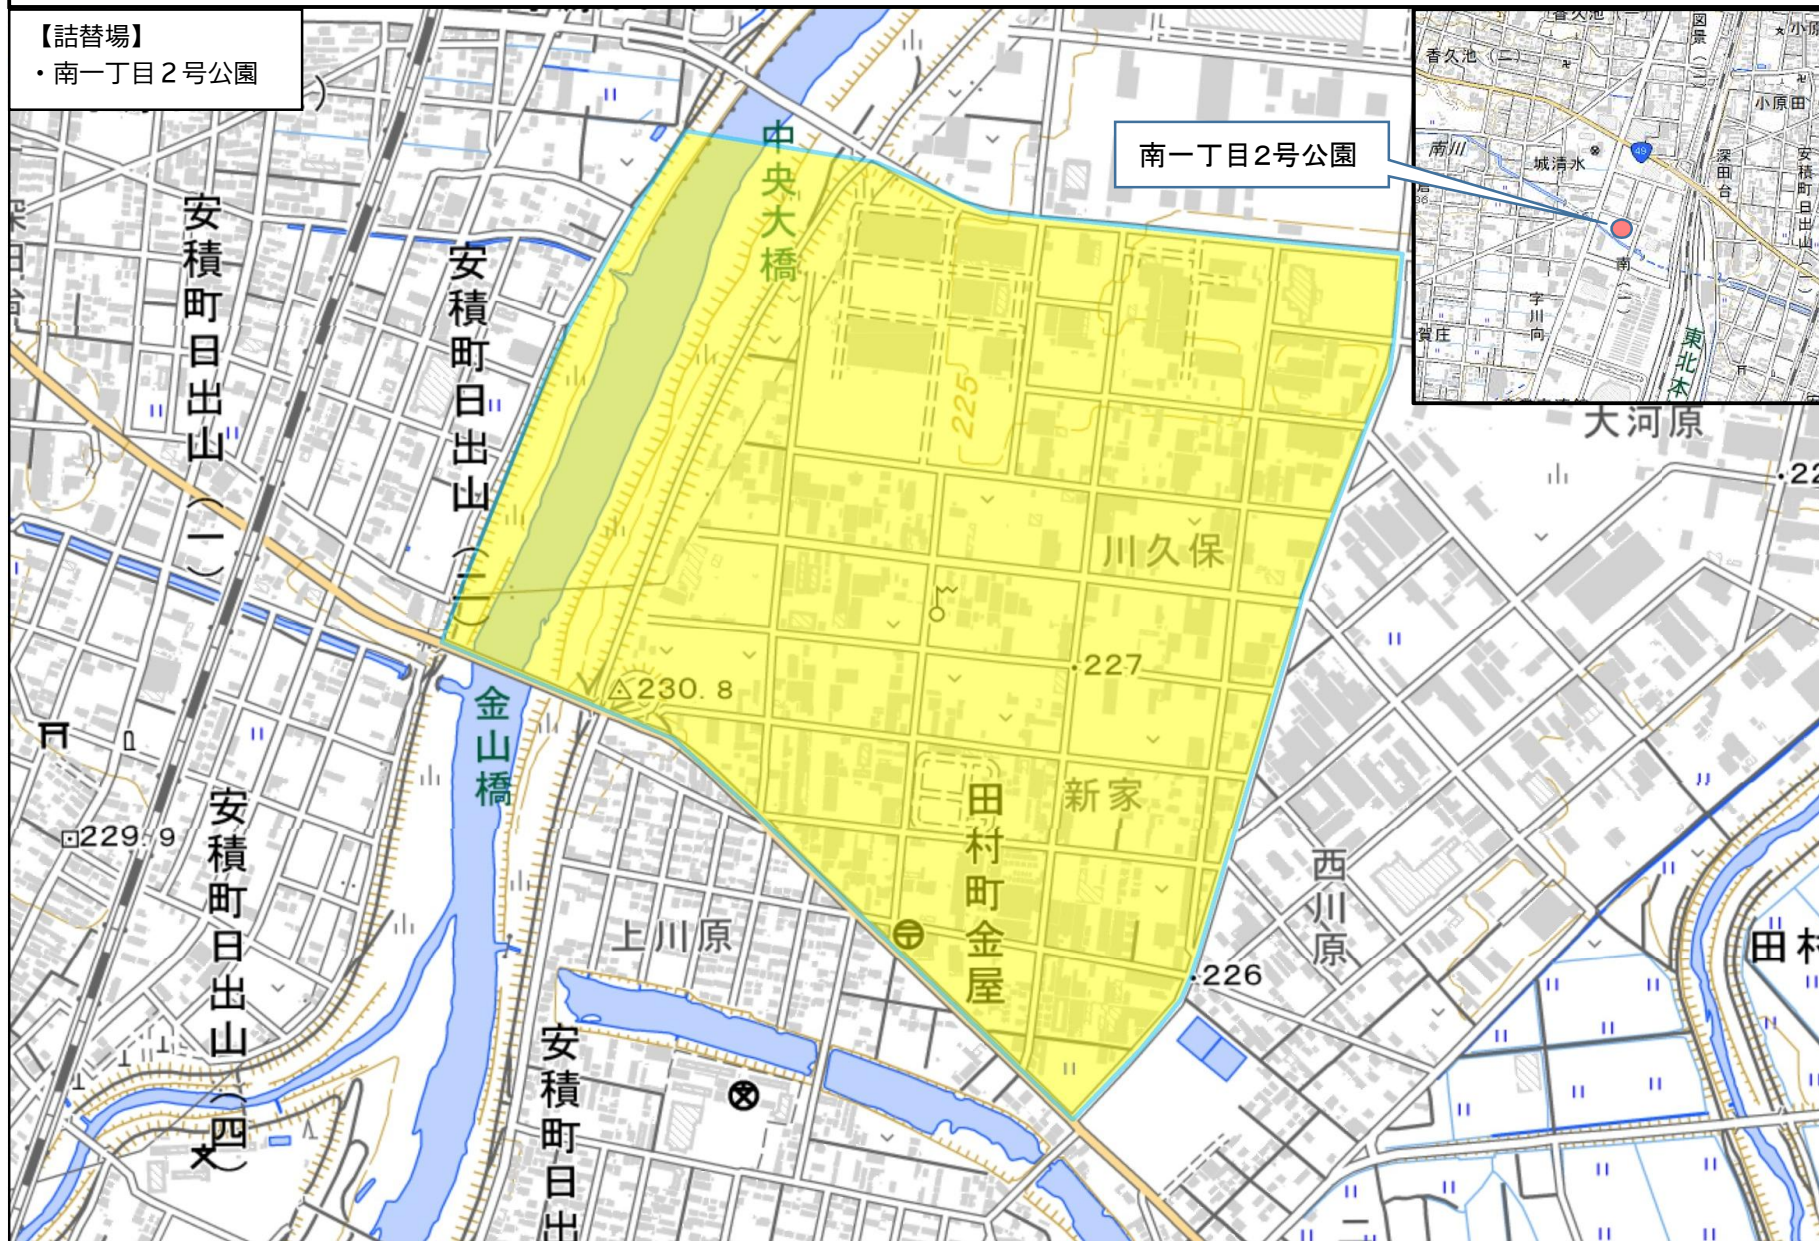 【詰替場】
・南一丁目２号公園
南一丁目2号公園
香久池（二）
小原田
南川
城清水
49
深田台
安積町日出山（一）
南（一）
字川向
賀庄
東北本
中央大橋
安積町日出山（一）
安積町日出山（二）
225
大河原
川久保
227
230.8
金山橋
新家
田村町金屋
229.9
安積町日出山（四）
上川原
西川原
226
田村
安積町日出